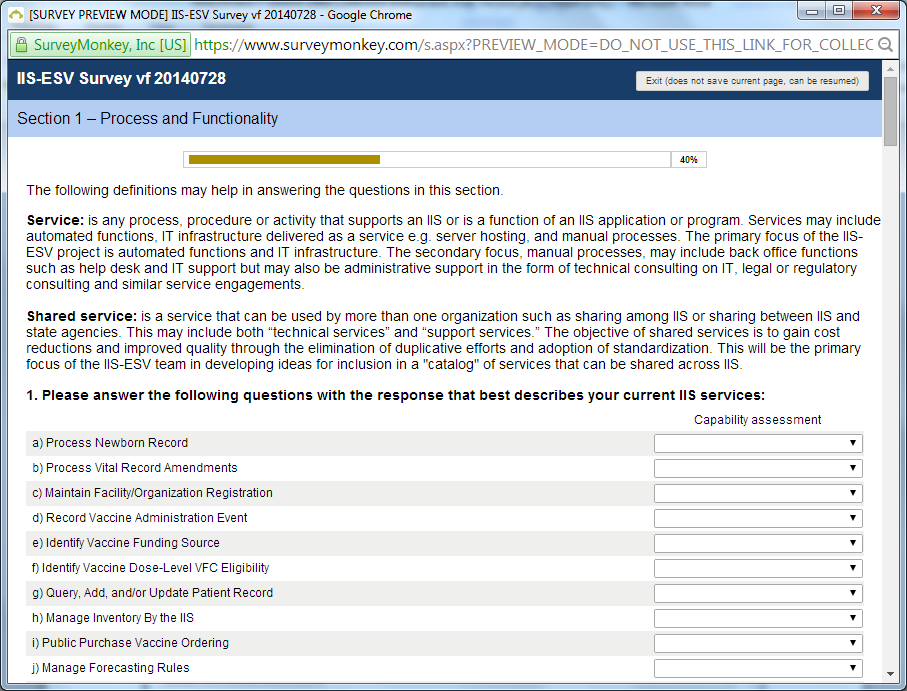 [SURVEY PREVIEW MODE] IIS-ESV Survey vf 20140728 - Google Chrome
SurveyMonkey, Inc [US] https://www.surveymonkey.com/s.aspx?PREVIEW_MODE=DO_NOT_USE_THIS_LINK_FOR_COLLEC
IIS-ESV Survey vf 20140728
Exit (does not save current page, can be resumed)
Section 1 – Process and Functionality
40%
The following definitions may help in answering the questions in this section.
Service: is any process, procedure or activity that supports an IIS or is a function of an IIS application or program. Services may include
automated functions, IT infrastructure delivered as a service e.g. server hosting, and manual processes. The primary focus of the IIS-
ESV project is automated functions and IT infrastructure. The secondary focus, manual processes, may include back office functions
such as help desk and IT support but may also be administrative support in the form of technical consulting on IT, legal or regulatory
consulting and similar service engagements.
Shared service: is a service that can be used by more than one organization such as sharing among IIS or sharing between IIS and
state agencies. This may include both “technical services” and “support services.” The objective of shared services is to gain cost
reductions and improved quality through the elimination of duplicative efforts and adoption of standardization. This will be the primary
focus of the IIS-ESV team in developing ideas for inclusion in a "catalog" of services that can be shared across IIS.
1. Please answer the following questions with the response that best describes your current IIS services:
Capability assessment
a) Process Newborn Record
b) Process Vital Record Amendments
c) Maintain Facility/Organization Registration
d) Record Vaccine Administration Event
e) Identify Vaccine Funding Source
f) Identify Vaccine Dose-Level VFC Eligibility
g) Query, Add, and/or Update Patient Record
h) Manage Inventory By the IIS
i) Public Purchase Vaccine Ordering
j) Manage Forecasting Rules